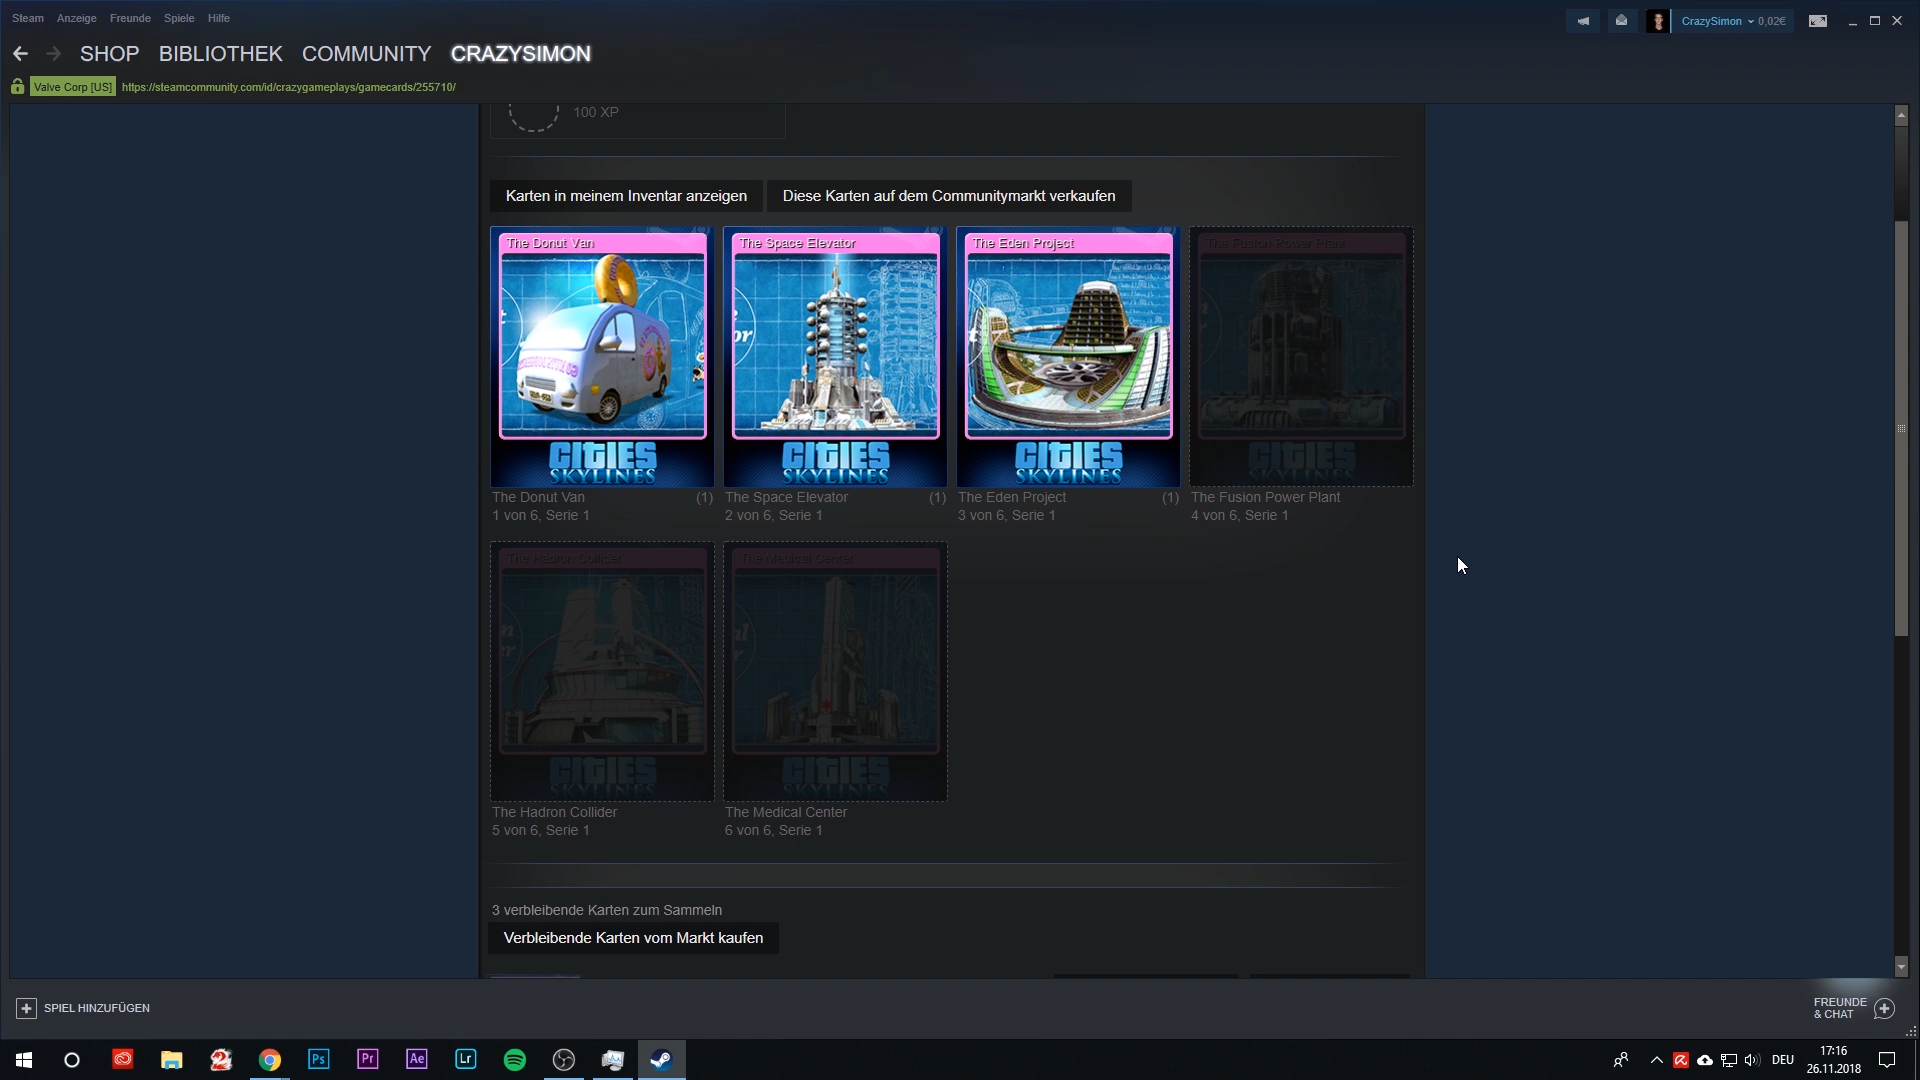 Steam Anzeige Freunde Spiele Hilfe
CrazySimon 0,02€
SHOP BIBLIOTHEK COMMUNITY CRAZYSIMON
Valve Corp [US] https://steamcommunity.com/id/crazygameplays/gamecards/255710/
100 XP
Karten in meinem Inventar anzeigen Diese Karten auf dem Communitymarkt verkaufen
The Donut Van The Space Elevator The Eden Project The Fusion Power Plant
CITIES SKYLINES CITIES SKYLINES CITIES SKYLINES CITIES SKYLINES
The Donut Van (1) The Space Elevator (1) The Eden Project (1) The Fusion Power Plant
1 von 6, Serie 1 2 von 6, Serie 1 3 von 6, Serie 1 4 von 6, Serie 1
The Hadron Collider The Medical Center
CITIES SKYLINES CITIES SKYLINES
The Hadron Collider The Medical Center
5 von 6, Serie 1 6 von 6, Serie 1
3 verbleibende Karten zum Sammeln
Verbleibende Karten vom Markt kaufen
SPIEL HINZUFÜGEN
FREUNDE
& CHAT
Ps Pr Ae Lr
DEU
17:16
26.11.2018